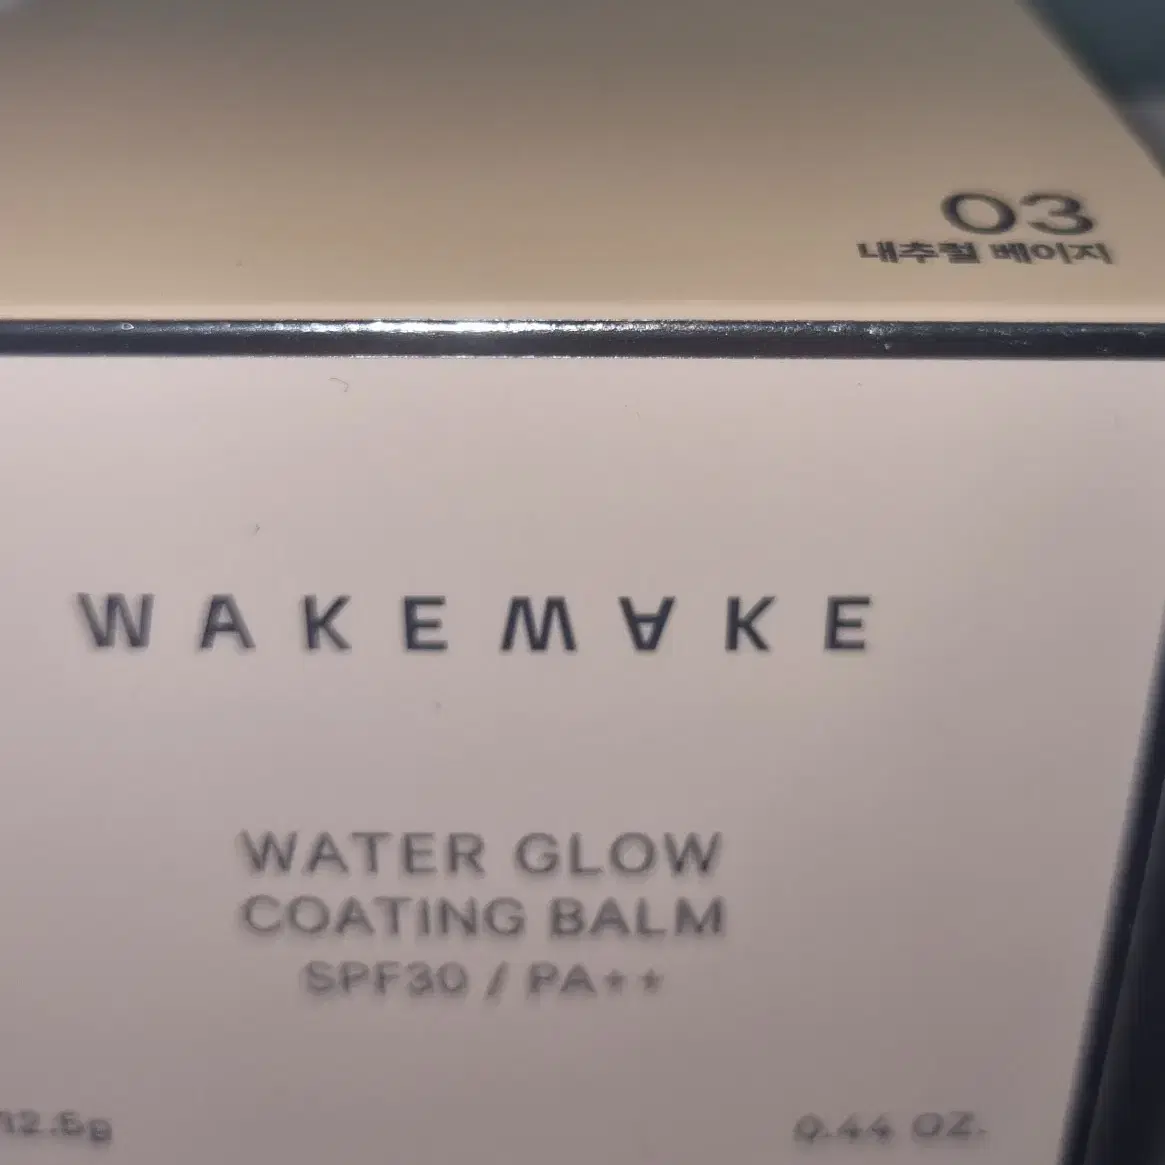 03
내추럴 베이지
WAKEMAKE
WATER GLOW
COATING BALM
SPF30 / PA++
12.5g
0.44 OZ.